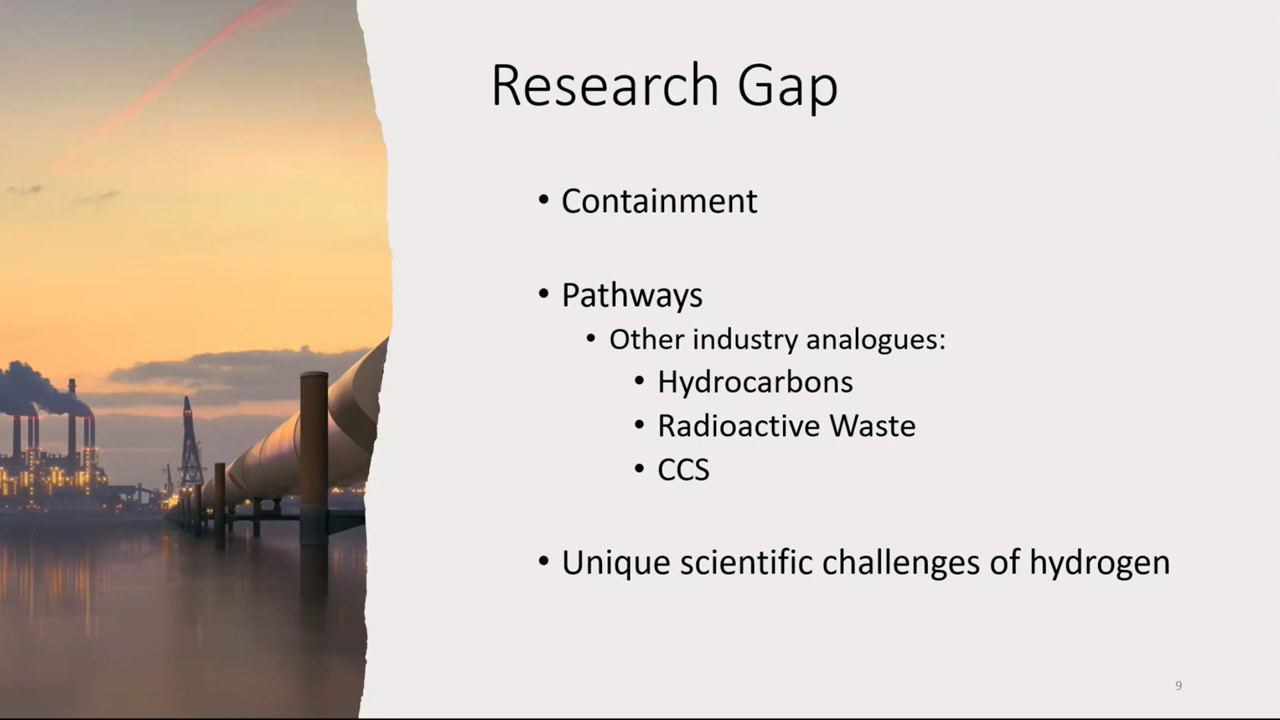 Research Gap
• Containment
• Pathways
• Other industry analogues:
• Hydrocarbons
• Radioactive Waste
• CCS
• Unique scientific challenges of hydrogen
9